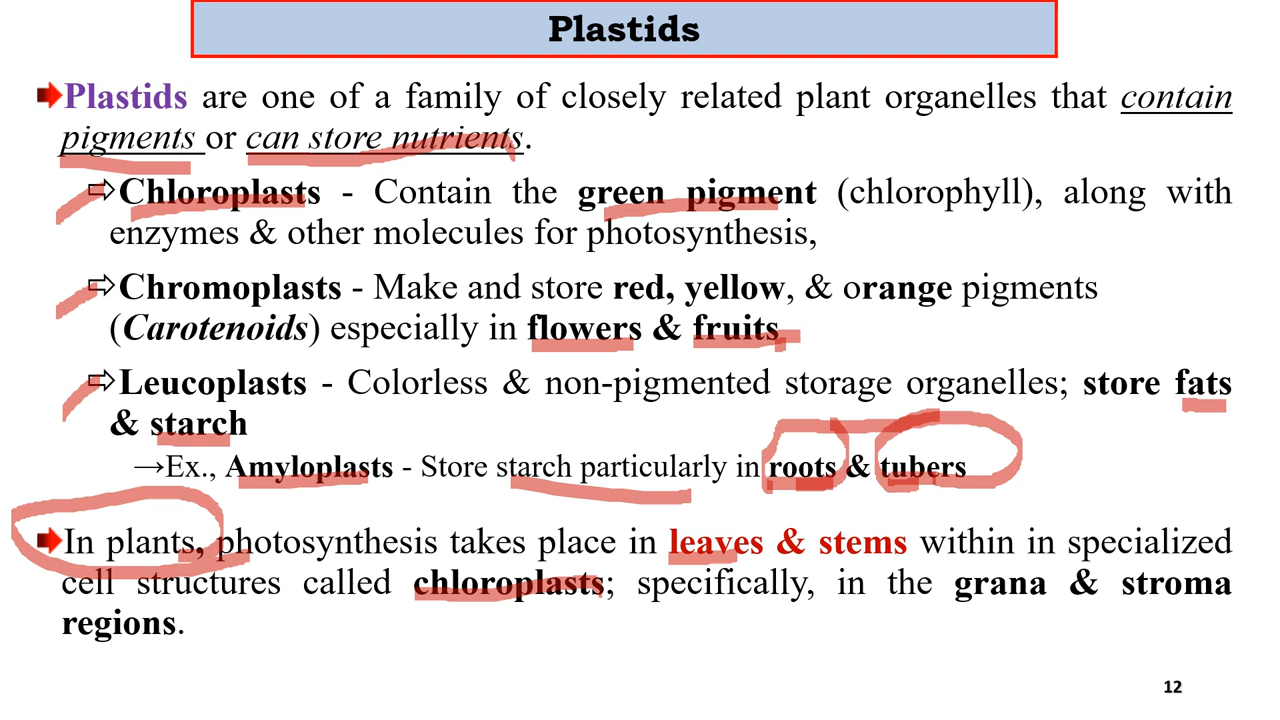 Plastids
Plastids are one of a family of closely related plant organelles that contain
pigments or can store nutrients.
⇨Chloroplasts - Contain the green pigment (chlorophyll), along with
enzymes & other molecules for photosynthesis,
⇨Chromoplasts - Make and store red, yellow, & orange pigments
(Carotenoids) especially in flowers & fruits
⇨Leucoplasts - Colorless & non-pigmented storage organelles; store fats
& starch
→Ex., Amyloplasts - Store starch particularly in roots & tubers
In plants, photosynthesis takes place in leaves & stems within in specialized
cell structures called chloroplasts; specifically, in the grana & stroma
regions.
12